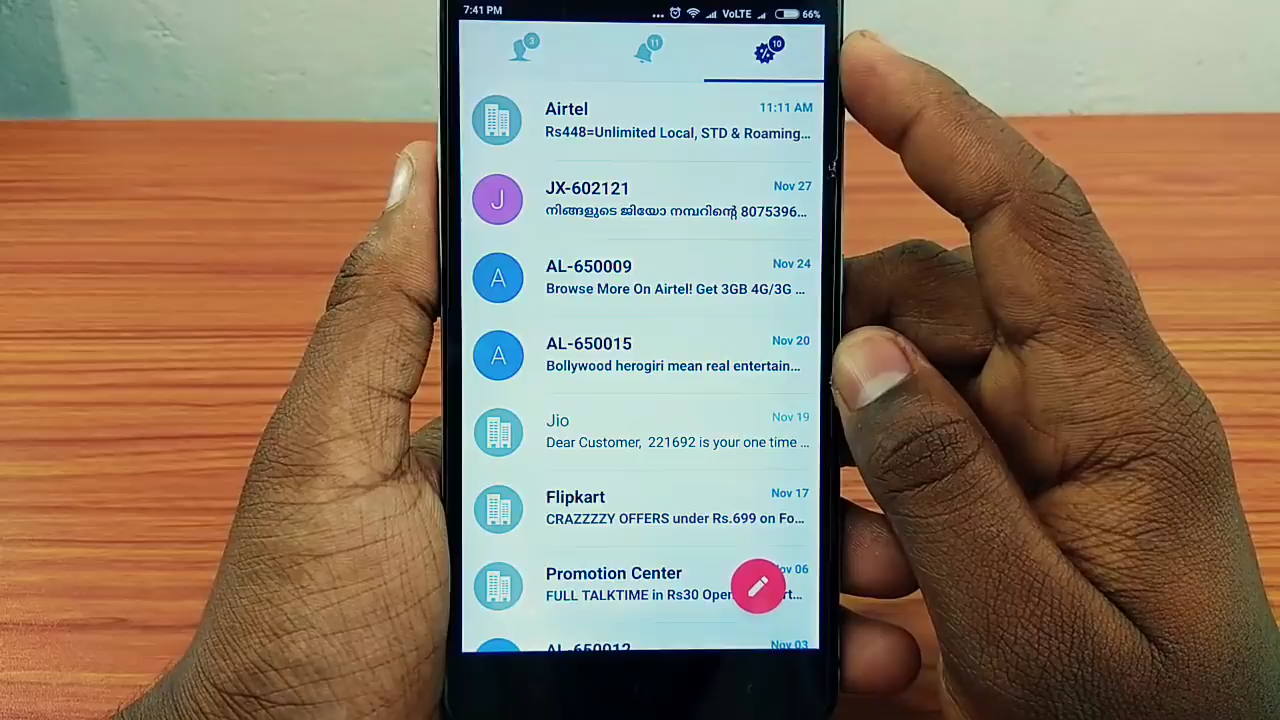 7:41 PM
VoLTE
66%
3
11
10
Airtel
11:11 AM
Rs448=Unlimited Local, STD & Roaming...
J
JX-602121
Nov 27
നിങ്ങളുടെ ജിയോ നമ്പറിന്റെ 8075396...
A
AL-650009
Nov 24
Browse More On Airtel! Get 3GB 4G/3G ...
A
AL-650015
Nov 20
Bollywood herogiri mean real entertain...
Jio
Nov 19
Dear Customer, 221692 is your one time ...
Flipkart
Nov 17
CRAZZZZY OFFERS under Rs.699 on Fo...
Promotion Center
06
FULL TALKTIME in Rs30
AL-650012
Nov 03